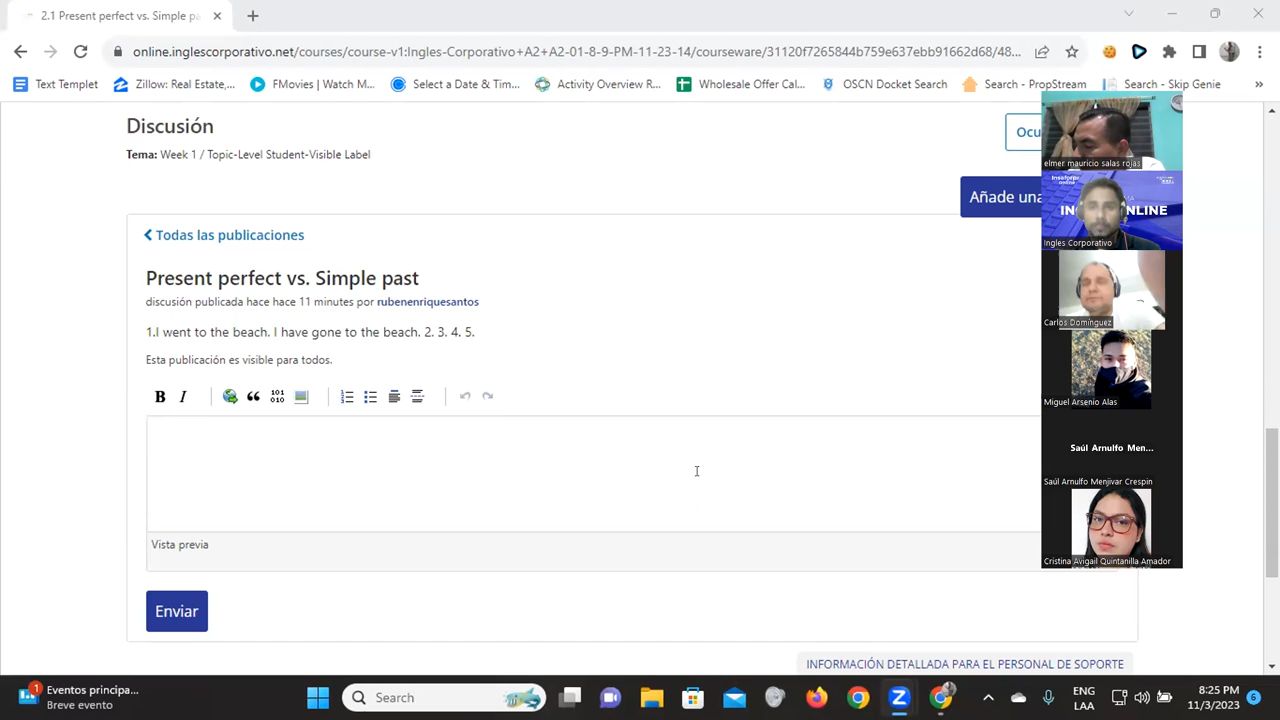 2.1 Present perfect vs. Simple pa
online.inglescorporativo.net/courses/course-v1:Ingles-Corporativo+A2+A2-01-8-9-PM-11-23-14/courseware/31120f7265844b759e637ebb91662d68/48...
Text Templet
Zillow: Real Estate,...
FMovies | Watch M...
Select a Date & Tim...
Activity Overview R...
Wholesale Offer Cal...
OSCN Docket Search
Search - PropStream
Search - Skip Genie
»
Discusión
Ocu
Tema: Week 1 / Topic-Level Student-Visible Label
Añade una
Todas las publicaciones
Present perfect vs. Simple past
discusión publicada hace hace 11 minutes por rubenenriquesantos
1.I went to the beach. I have gone to the beach. 2. 3. 4. 5.
Esta publicación es visible para todos.
B I
101
010
Vista previa
Enviar
INFORMACIÓN DETALLADA PARA EL PERSONAL DE SOPORTE
elmer mauricio salas rojas
Ingles Corporativo
Carlos Domínguez
Miguel Arsenio Alas
Saúl Arnulfo Men...
Saúl Arnulfo Menjivar Crespin
Cristina Avigail Quintanilla Amador
1
Eventos principa...
Breve evento
Search
ENG
LAA
8:25 PM
11/3/2023
6